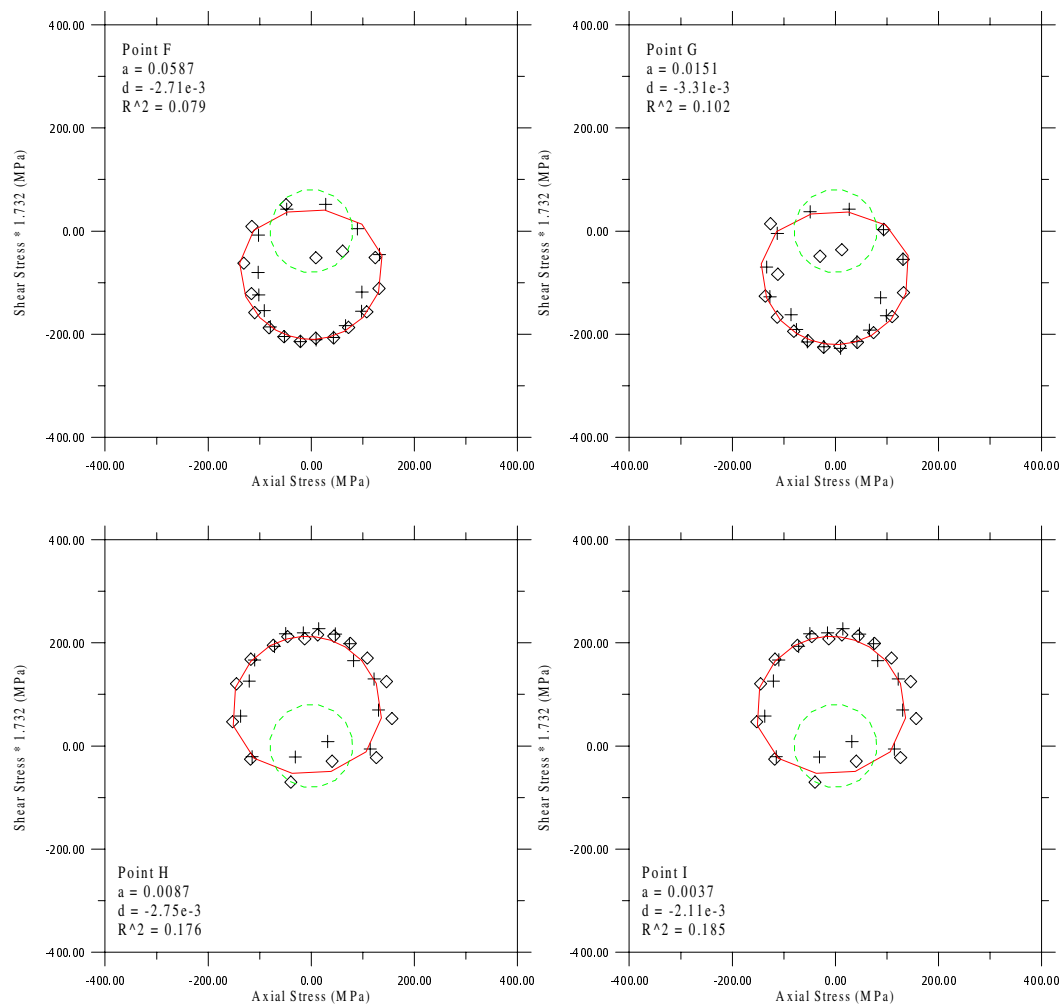 400.00
200.00
0.00
-200.00
-400.00
Shear Stress * 1.732 (MPa)
Point F
a = 0.0587
d = -2.71e-3
R^2 = 0.079
-400.00 -200.00 0.00 200.00 400.00
Axial Stress (MPa)
400.00
200.00
0.00
-200.00
-400.00
Shear Stress * 1.732 (MPa)
Point G
a = 0.0151
d = -3.31e-3
R^2 = 0.102
-400.00 -200.00 0.00 200.00 400.00
Axial Stress (MPa)
400.00
200.00
0.00
-200.00
-400.00
Shear Stress * 1.732 (MPa)
Point H
a = 0.0087
d = -2.75e-3
R^2 = 0.176
-400.00 -200.00 0.00 200.00 400.00
Axial Stress (MPa)
400.00
200.00
0.00
-200.00
-400.00
Shear Stress * 1.732 (MPa)
Point I
a = 0.0037
d = -2.11e-3
R^2 = 0.185
-400.00 -200.00 0.00 200.00 400.00
Axial Stress (MPa)